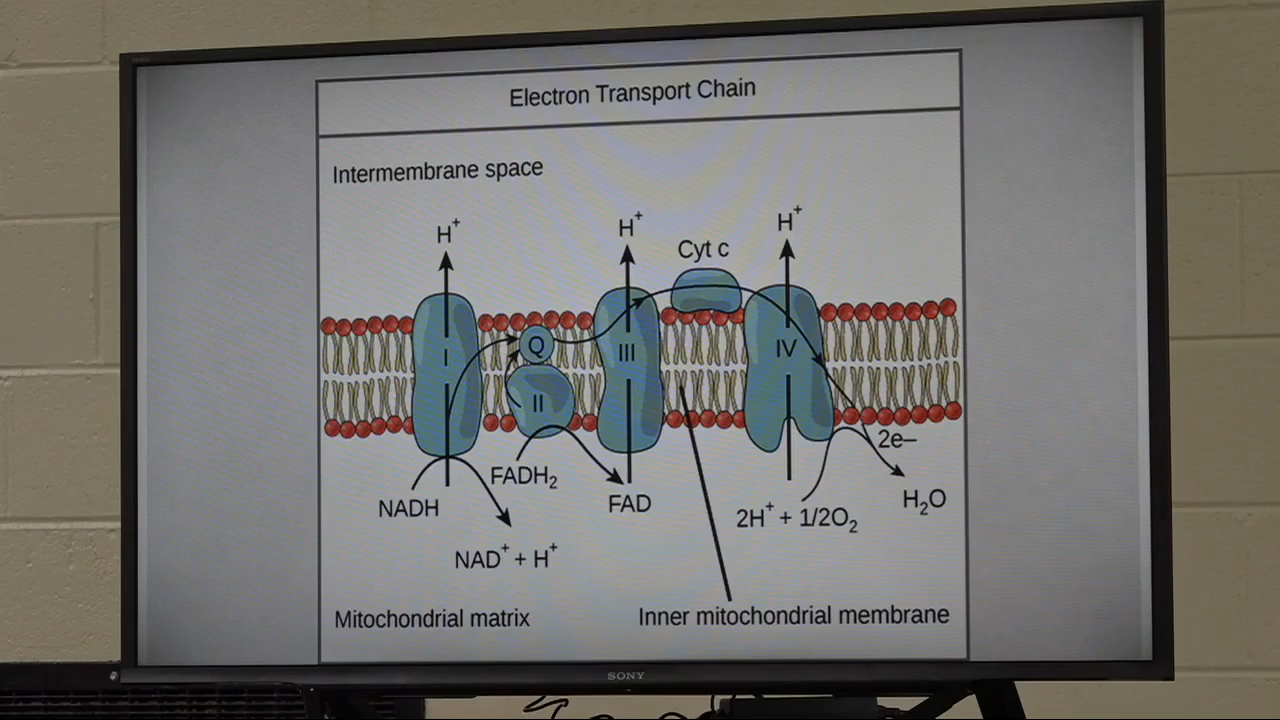 Electron Transport Chain
Intermembrane space
H+
H+
H+
Cyt c
I
Q
II
III
IV
NADH
FADH2
FAD
2e–
2H+ + 1/2O2
H2O
NAD+ + H+
Mitochondrial matrix
Inner mitochondrial membrane
SONY